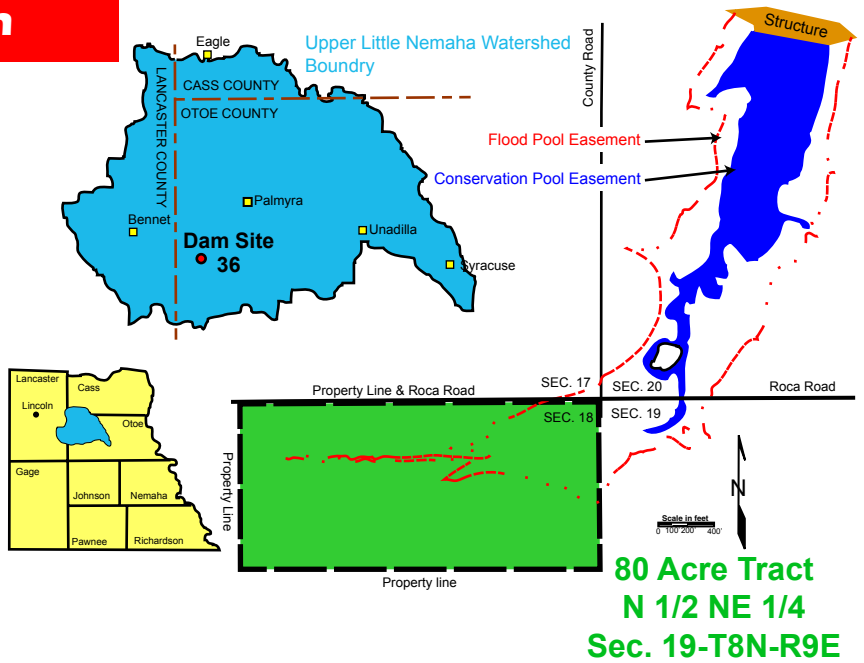 Eagle
Upper Little Nemaha Watershed
Boundry
LANCASTER COUNTY
CASS COUNTY
OTOE COUNTY
Palmyra
Bennet
Unadilla
Dam Site
36
Syracuse
County Road
Structure
Flood Pool Easement
Conservation Pool Easement
Lancaster
Cass
Lincoln
Otoe
Gage
Johnson
Nemaha
Pawnee
Richardson
Property Line & Roca Road
SEC. 17
SEC. 20
Roca Road
SEC. 18
SEC. 19
Property Line
Property line
N
Scale in feet
0 100' 200' 400'
80 Acre Tract
N 1/2 NE 1/4
Sec. 19-T8N-R9E